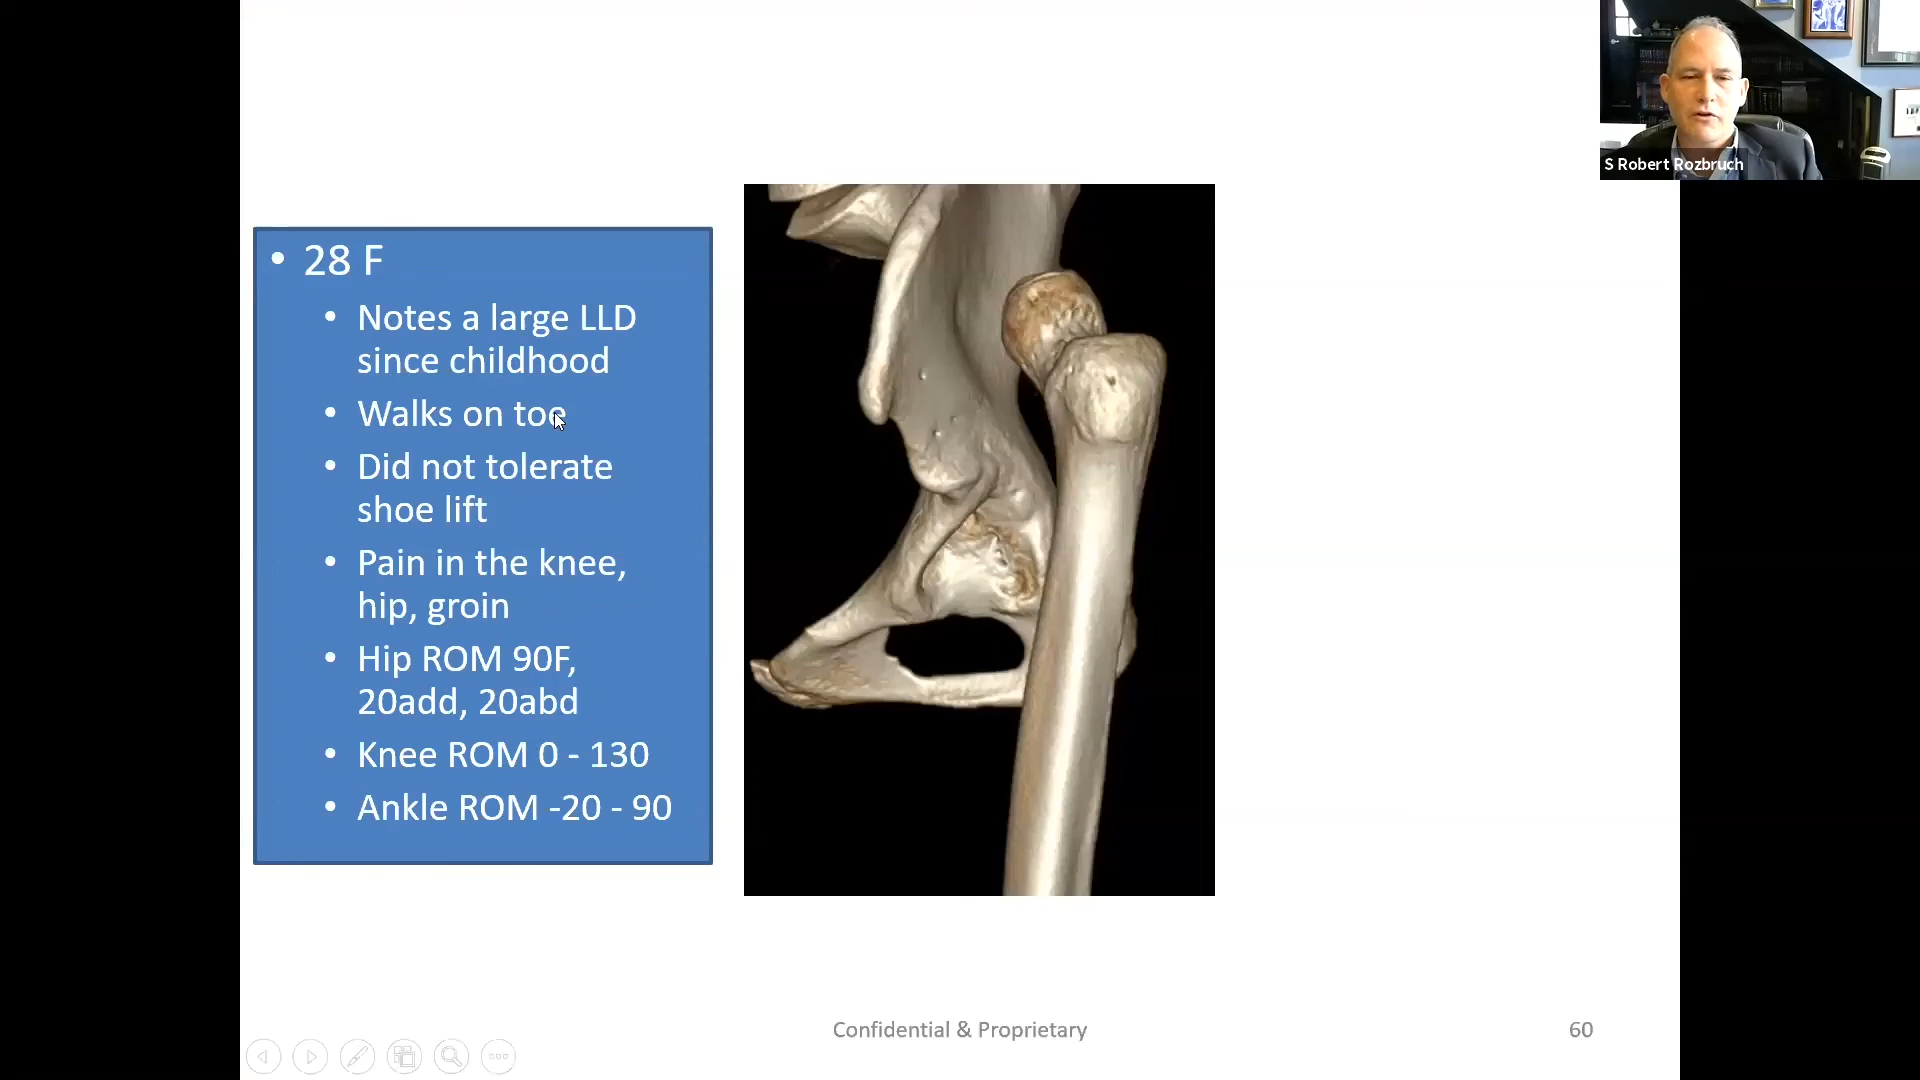 S Robert Rozbruch
• 28 F
• Notes a large LLD
since childhood
• Walks on toe
• Did not tolerate
shoe lift
• Pain in the knee,
hip, groin
• Hip ROM 90F,
20add, 20abd
• Knee ROM 0 - 130
• Ankle ROM -20 - 90
Confidential & Proprietary
60